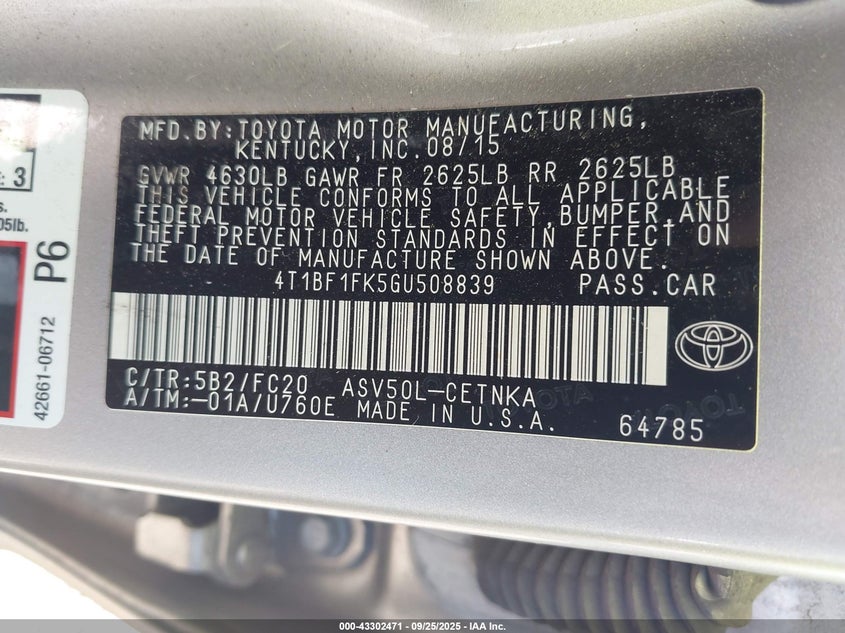 : 3
s.
05lb.
P6
42661-06712
MFD.BY:TOYOTA MOTOR MANUFACTURING,
KENTUCKY,INC.08/15
GVWR 4630LB GAWR FR 2625LB RR 2625LB
THIS VEHICLE CONFORMS TO ALL APPLICABLE
FEDERAL MOTOR VEHICLE SAFETY,BUMPER,AND
THEFT PREVENTION STANDARDS IN EFFECT ON
THE DATE OF MANUFACTURE SHOWN ABOVE.
4T1BF1FK5GU508839 PASS.CAR
C/TR:5B2/FC20 ASV50L-CETNKA
A/TM:-01A/U760E MADE IN U.S.A.
64785
000-43302471 - 09/25/2025 - IAA Inc.